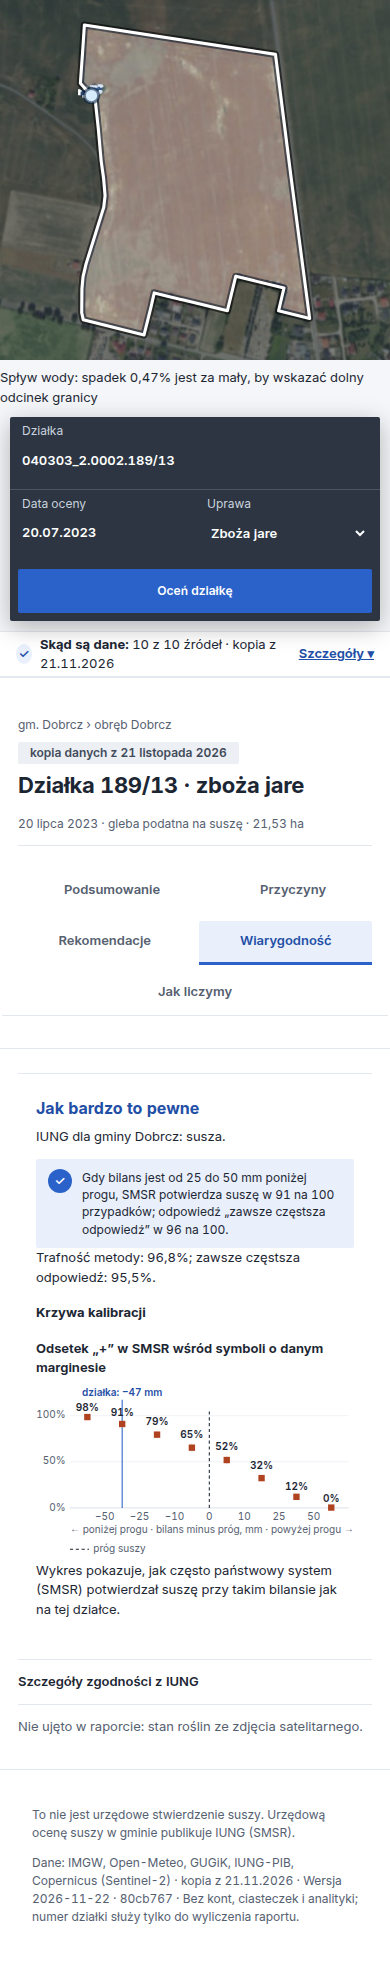 Spływ wody: spadek 0,47% jest za mały, by wskazać dolny
odcinek granicy
Działka
040303_2.0002.189/13
Data oceny
Uprawa
20.07.2023
Zboża jare
Oceń działkę
Skąd są dane: 10 z 10 źródeł · kopia z
21.11.2026
Szczegóły ▾
gm. Dobrcz › obręb Dobrcz
kopia danych z 21 listopada 2026
Działka 189/13 · zboża jare
20 lipca 2023 · gleba podatna na suszę · 21,53 ha
Podsumowanie
Przyczyny
Rekomendacje
Wiarygodność
Jak liczymy
Jak bardzo to pewne
IUNG dla gminy Dobrcz: susza.
Gdy bilans jest od 25 do 50 mm poniżej
progu, SMSR potwierdza suszę w 91 na 100
przypadków; odpowiedź „zawsze częstsza
odpowiedź” w 96 na 100.
Trafność metody: 96,8%; zawsze częstsza
odpowiedź: 95,5%.
Krzywa kalibracji
Odsetek „+” w SMSR wśród symboli o danym
marginesie
działka: −47 mm
98%
91%
79%
65%
52%
32%
12%
0%
100%
50%
0%
−50 −25 −10 0 10 25 50
← poniżej progu · bilans minus próg, mm · powyżej progu →
próg suszy
Wykres pokazuje, jak często państwowy system
(SMSR) potwierdzał suszę przy takim bilansie jak
na tej działce.
Szczegóły zgodności z IUNG
Nie ujęto w raporcie: stan roślin ze zdjęcia satelitarnego.
To nie jest urzędowe stwierdzenie suszy. Urzędową
ocenę suszy w gminie publikuje IUNG (SMSR).
Dane: IMGW, Open-Meteo, GUGiK, IUNG-PIB,
Copernicus (Sentinel-2) · kopia z 21.11.2026 · Wersja
2026-11-22 · 80cb767 · Bez kont, ciasteczek i analityki;
numer działki służy tylko do wyliczenia raportu.